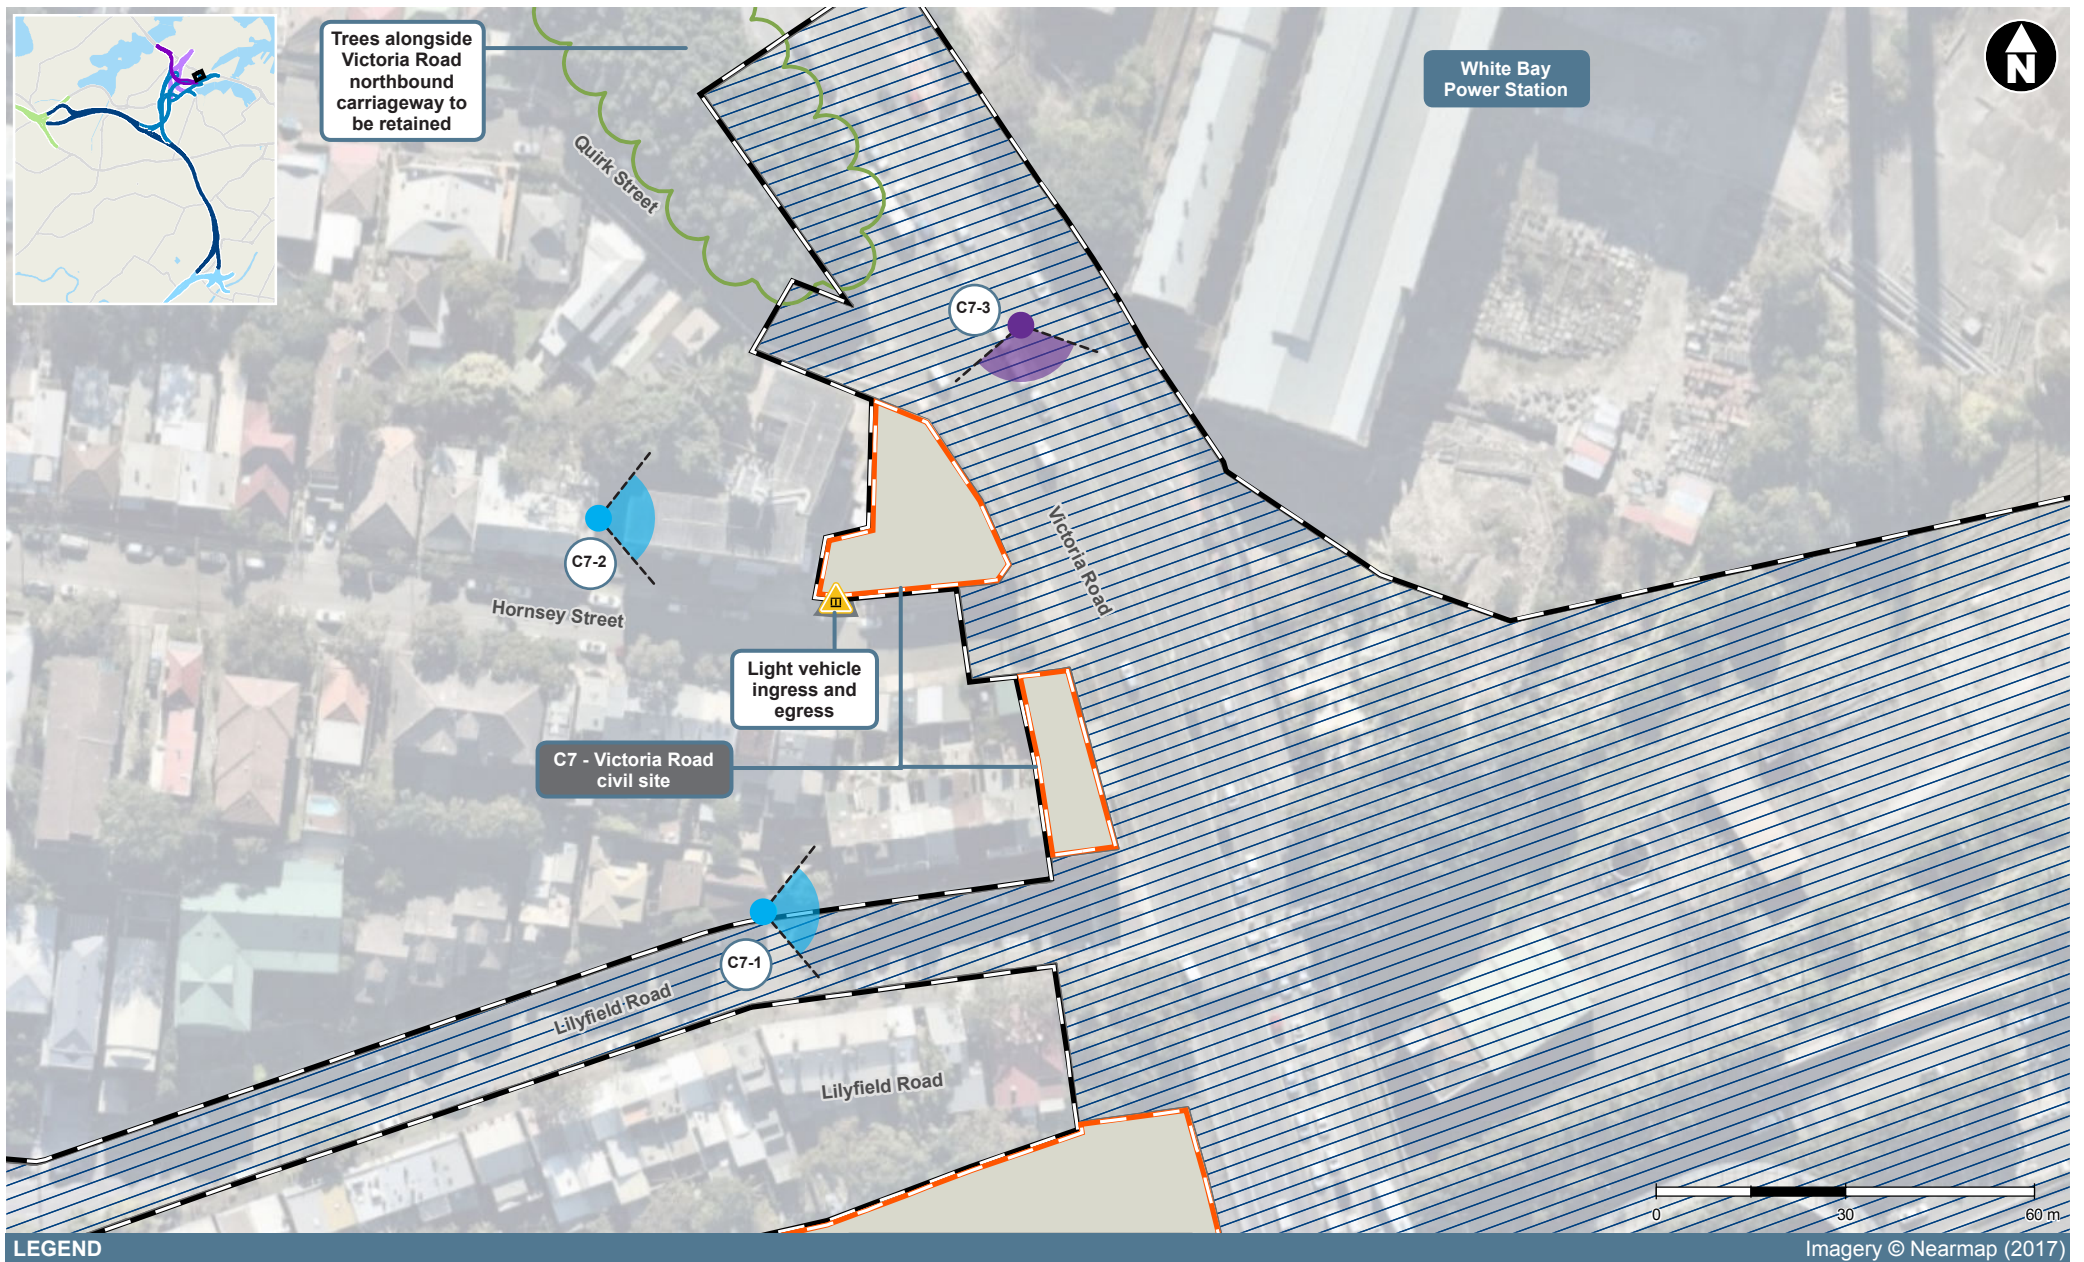 Trees alongside
Victoria Road
northbound
carriageway to
be retained
White Bay
Power Station
N
Quirk Street
C7-3
C7-2
Victoria Road
Hornsey Street
Light vehicle
ingress and
egress
C7 - Victoria Road
civil site
C7-1
Lilyfield Road
Lilyfield Road
0
30
60 m
LEGEND
Imagery © Nearmap (2017)